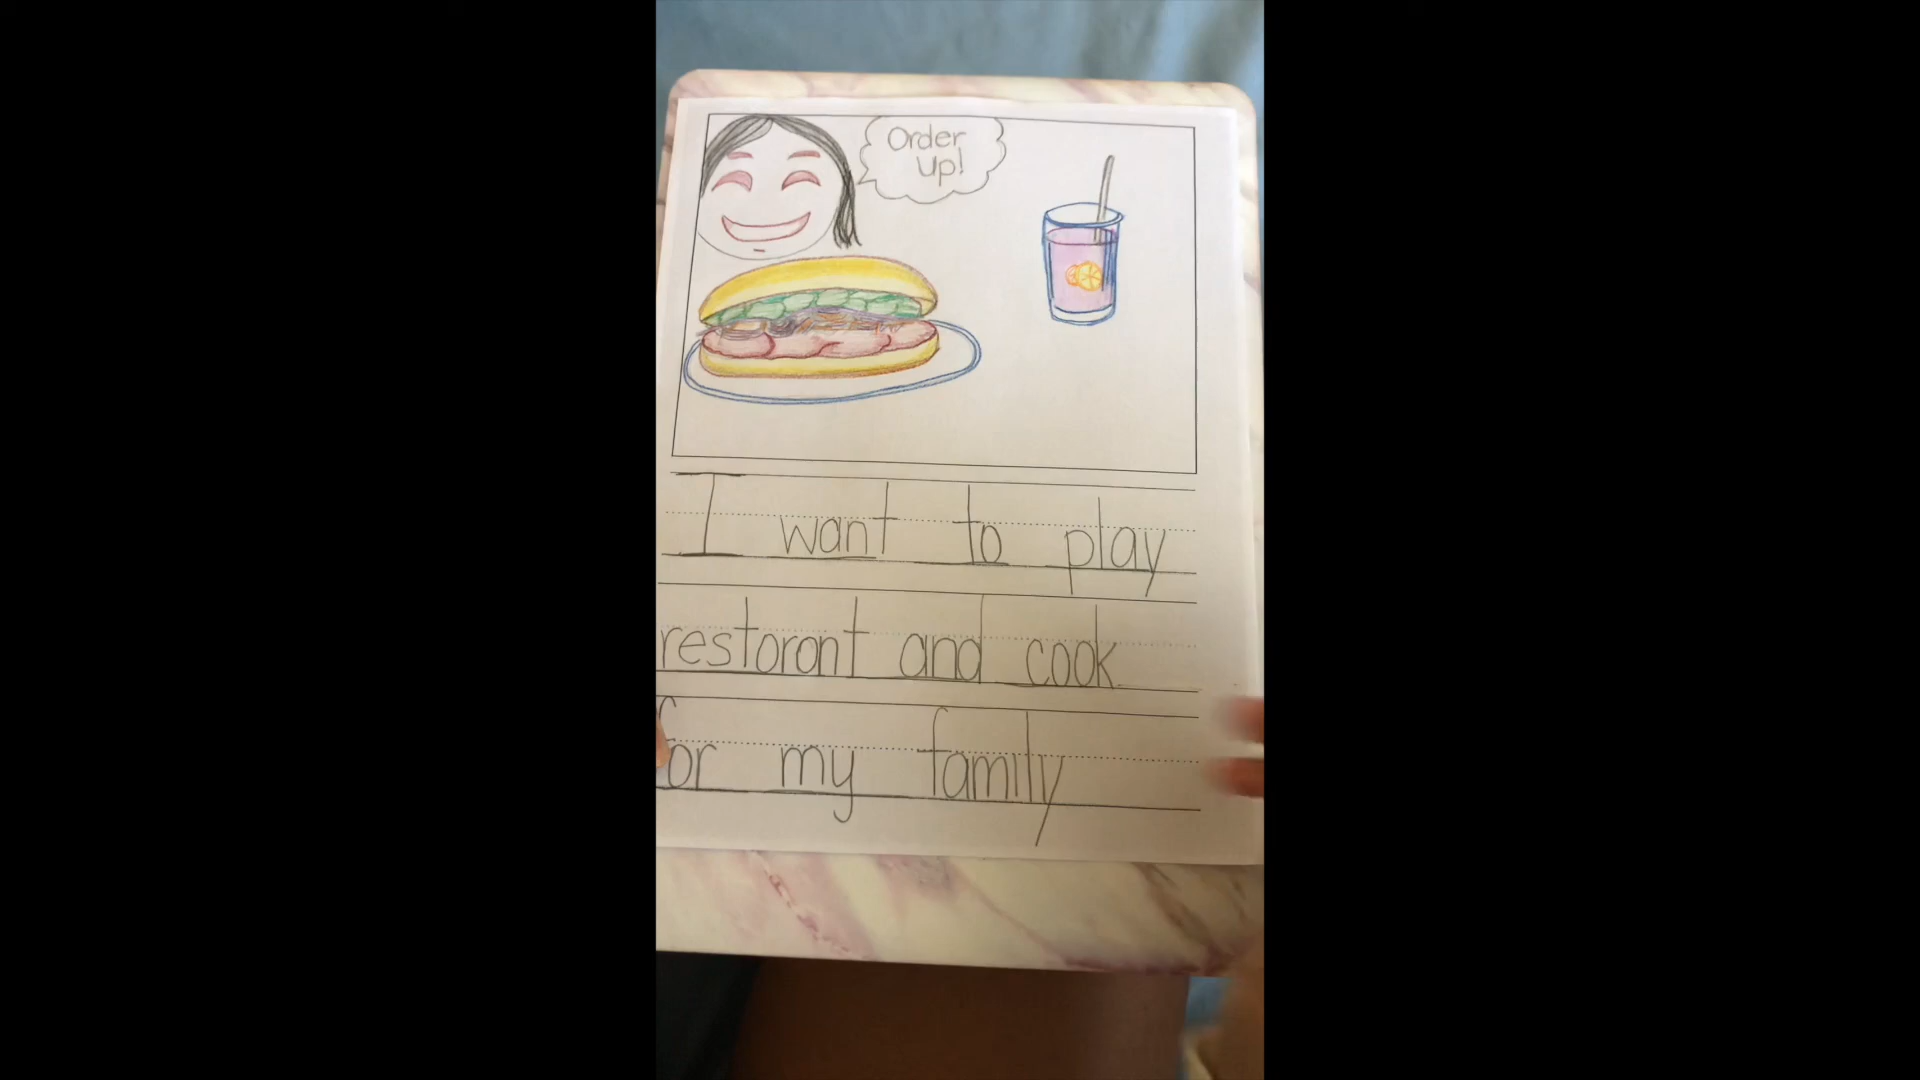 Order
Up!
I want to play
restoront and cook
for my family